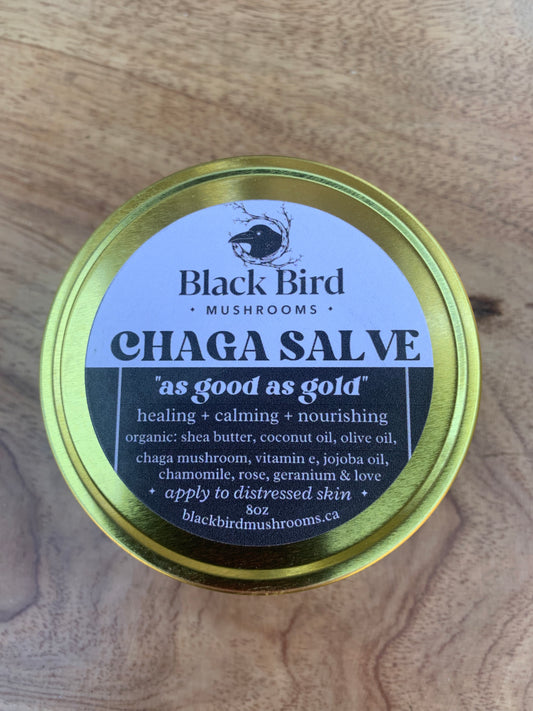 Black Bird
• MUSHROOMS •
CHAGA SALVE
"as good as gold"
healing + calming + nourishing
organic: shea butter, coconut oil, olive oil,
chaga mushroom, vitamin e, jojoba oil,
chamomile, rose, geranium & love
✦ apply to distressed skin ✦
8oz
blackbirdmushrooms.ca